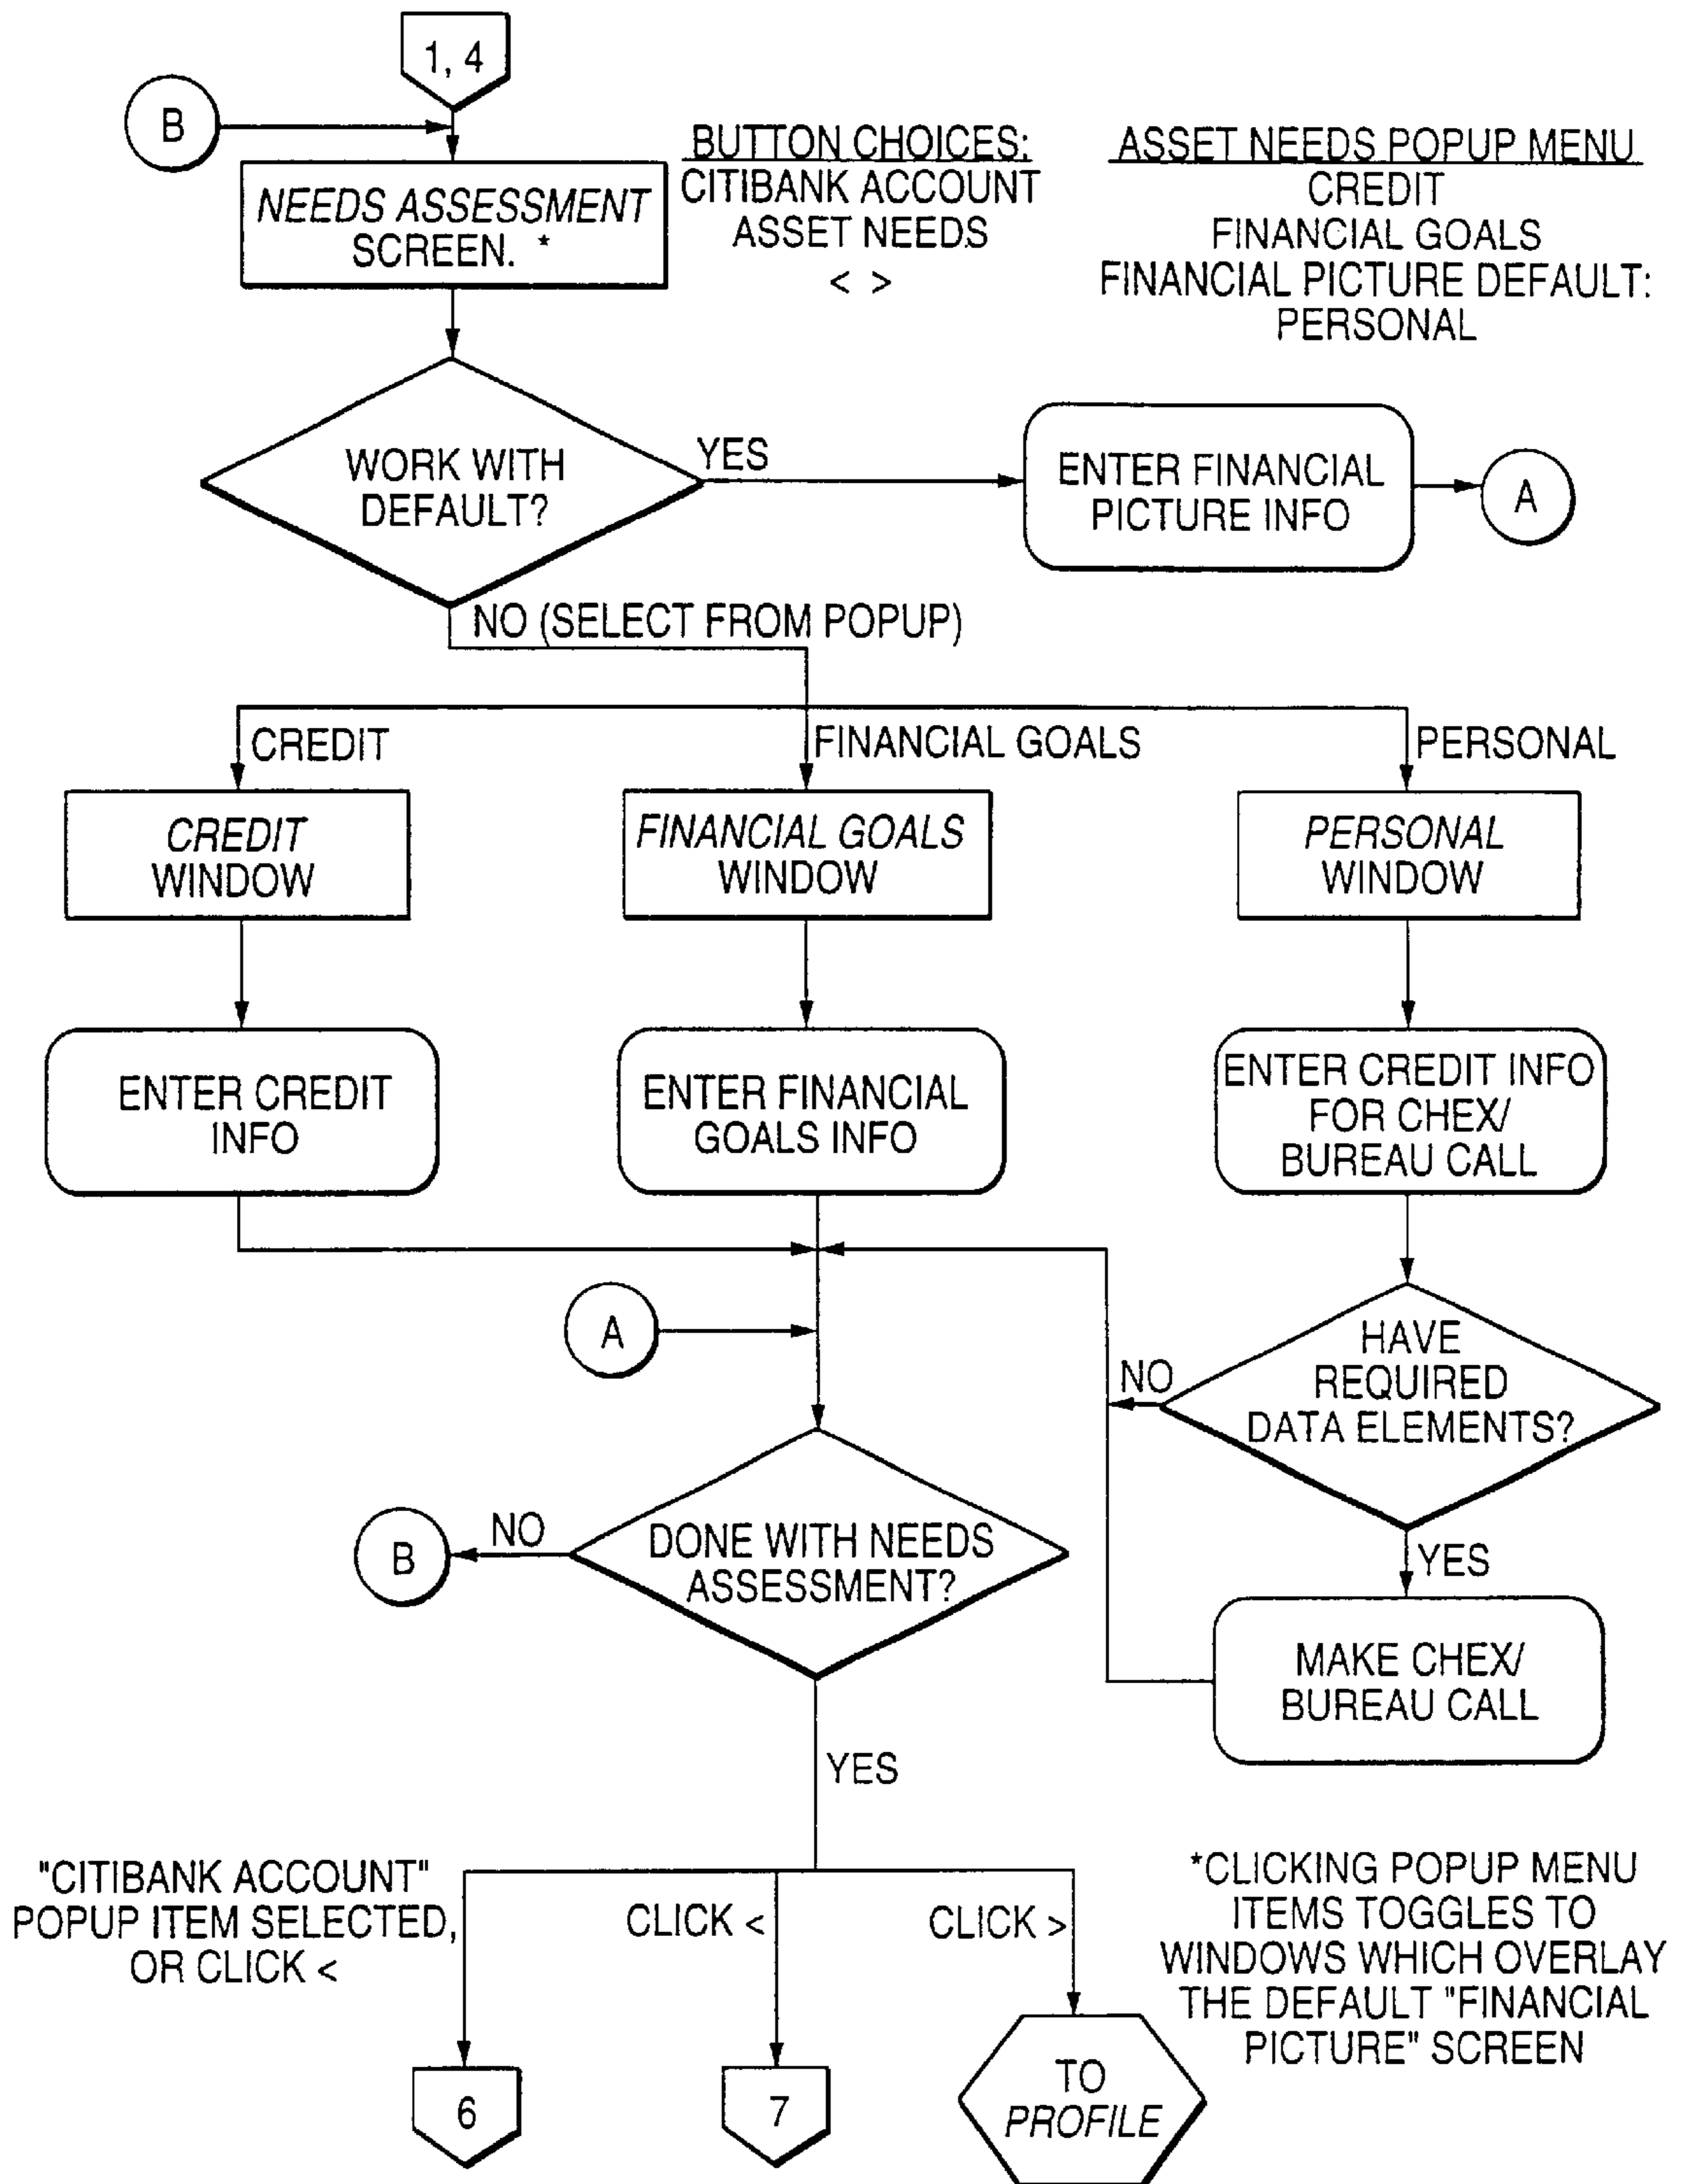 1, 4
B
BUTTON CHOICES:
CITIBANK ACCOUNT
ASSET NEEDS
< >
ASSET NEEDS POPUP MENU
CREDIT
FINANCIAL GOALS
FINANCIAL PICTURE DEFAULT:
PERSONAL
NEEDS ASSESSMENT
SCREEN. *
WORK WITH
DEFAULT?
YES
ENTER FINANCIAL
PICTURE INFO
A
NO (SELECT FROM POPUP)
CREDIT
FINANCIAL GOALS
PERSONAL
CREDIT
WINDOW
FINANCIAL GOALS
WINDOW
PERSONAL
WINDOW
ENTER CREDIT
INFO
ENTER FINANCIAL
GOALS INFO
ENTER CREDIT INFO
FOR CHEX/
BUREAU CALL
A
HAVE
REQUIRED
DATA ELEMENTS?
NO
B
NO
DONE WITH NEEDS
ASSESSMENT?
YES
MAKE CHEX/
BUREAU CALL
YES
"CITIBANK ACCOUNT"
POPUP ITEM SELECTED,
OR CLICK <
CLICK <
CLICK >
*CLICKING POPUP MENU
ITEMS TOGGLES TO
WINDOWS WHICH OVERLAY
THE DEFAULT "FINANCIAL
PICTURE" SCREEN
6
7
TO
PROFILE